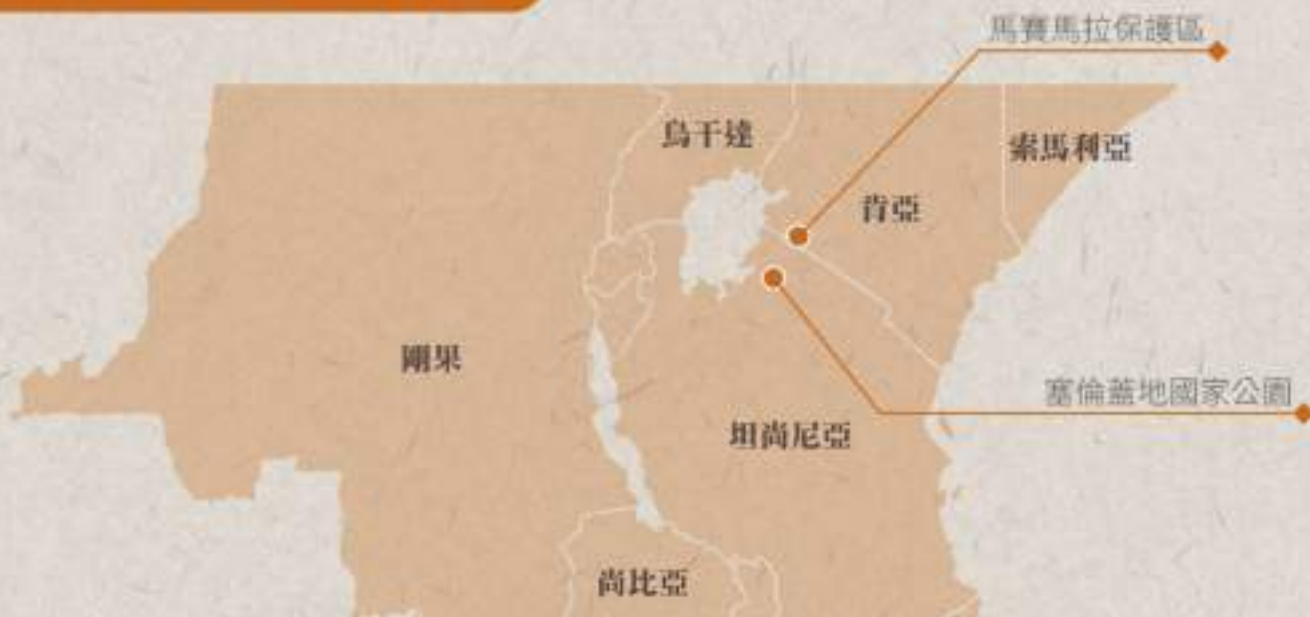 馬賽馬拉保護區
烏干達
索馬利亞
肯亞
剛果
塞倫蓋地國家公園
坦尚尼亞
尚比亞